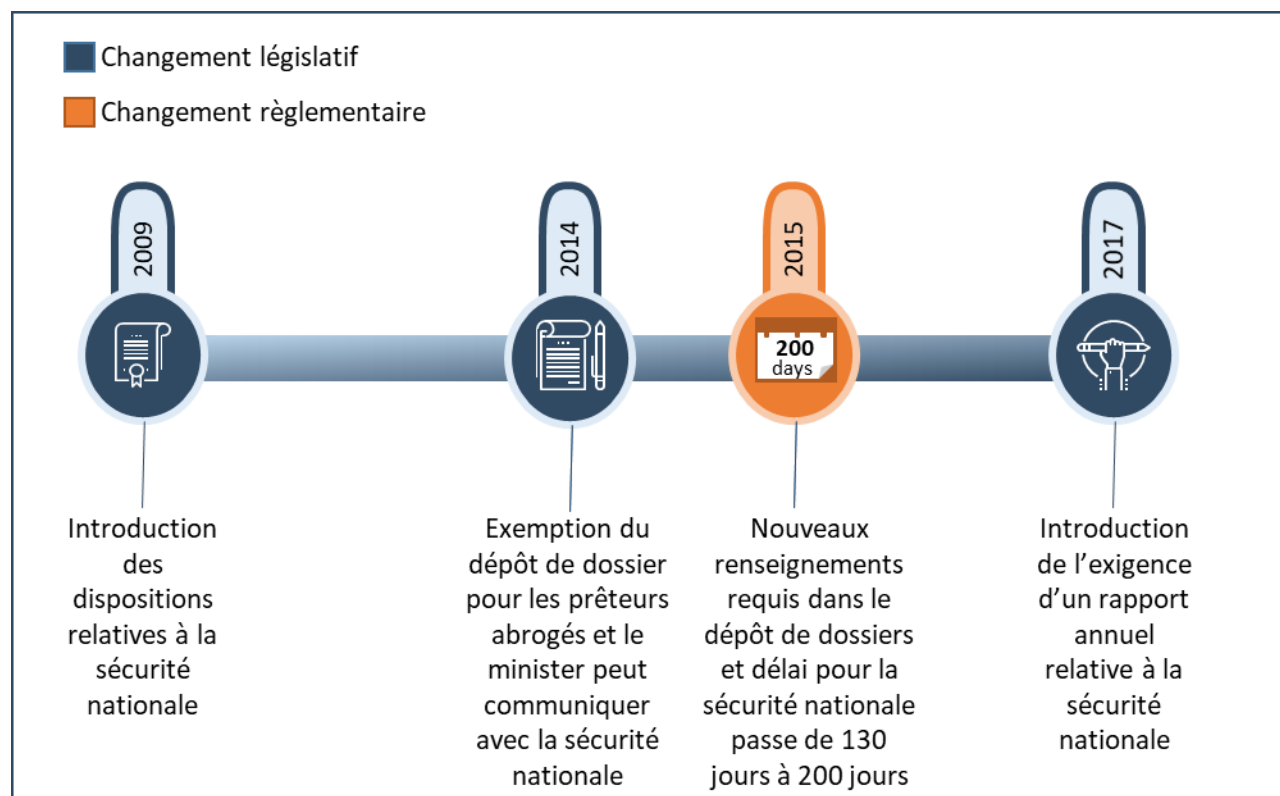 Changement législatif
Changement règlementaire
2009
2014
2015
2017
200
days
Introduction
des
dispositions
relatives à la
sécurité
nationale
Exemption du
dépôt de dossier
pour les prêteurs
abrogés et le
minister peut
communiquer
avec la sécurité
nationale
Nouveaux
renseignements
requis dans le
dépôt de dossiers
et délai pour la
sécurité nationale
passe de 130
jours à 200 jours
Introduction
de l’exigence
d’un rapport
annuel
relative à la
sécurité
nationale